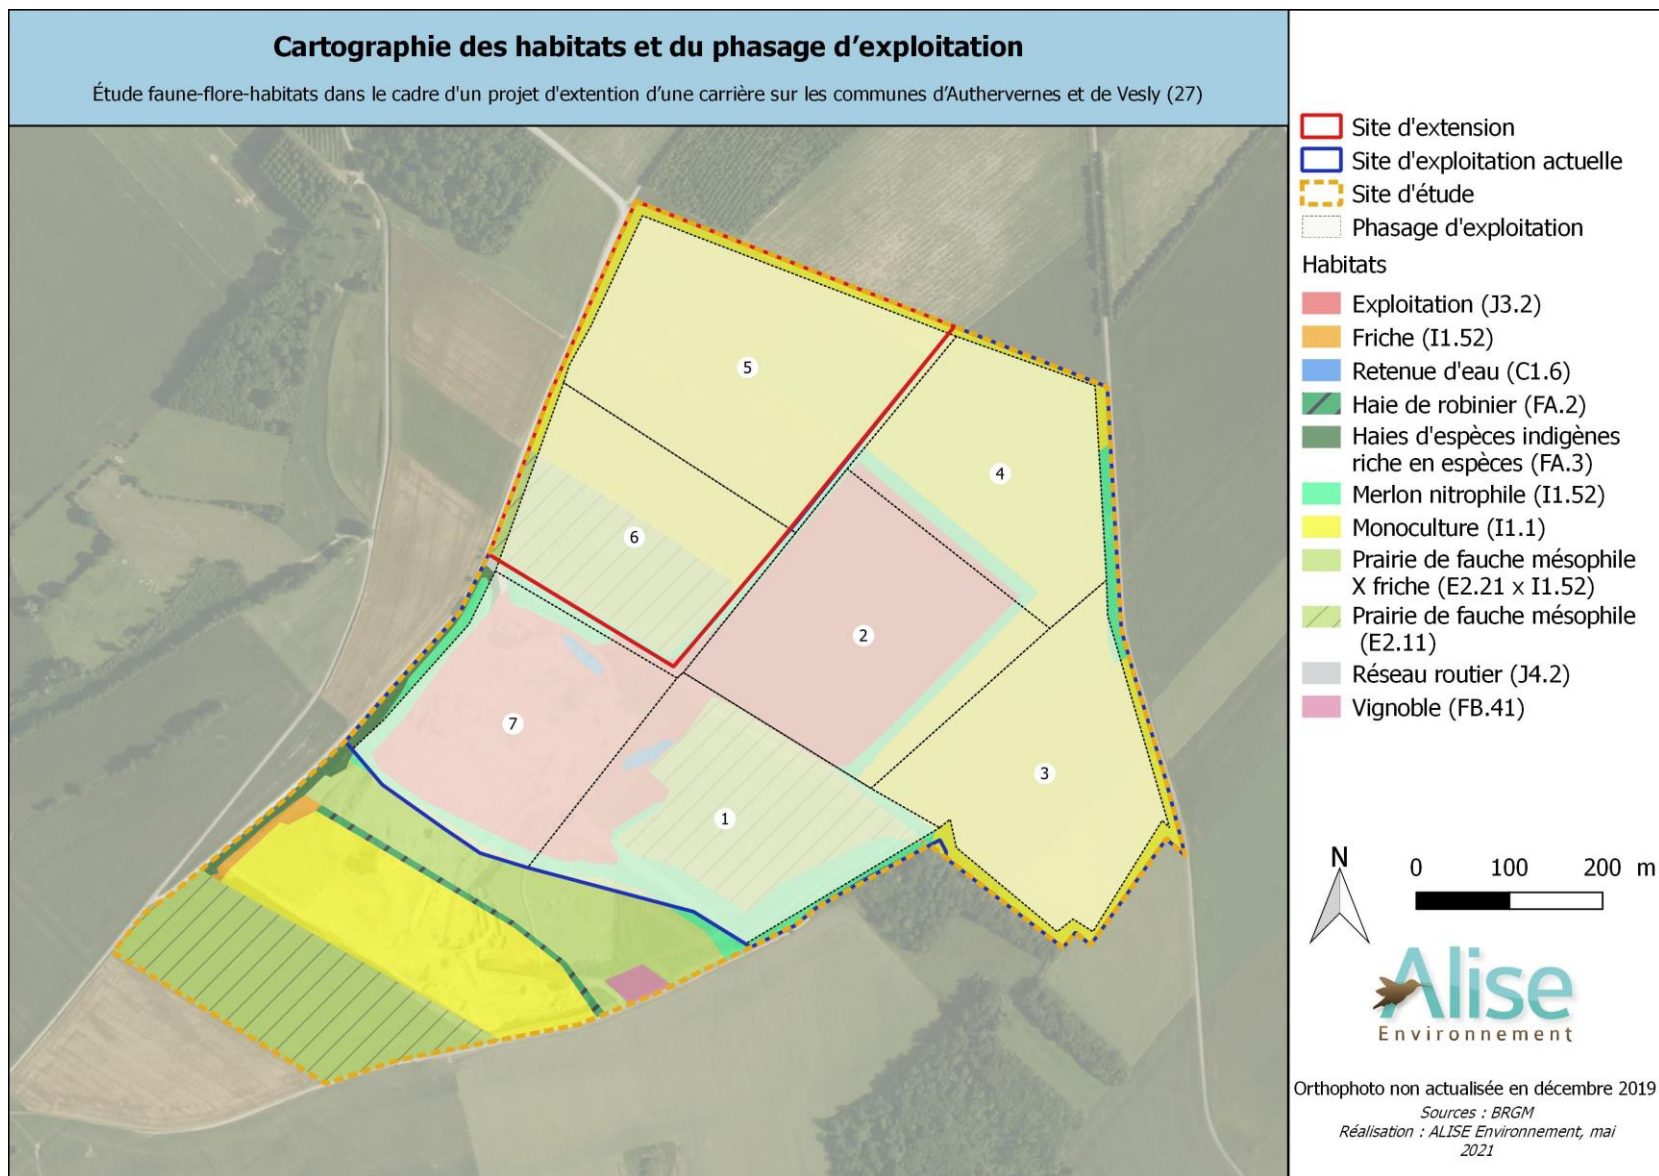 Cartographie des habitats et du phasage d'exploitation
Étude faune-flore-habitats dans le cadre d'un projet d'extention d'une carrière sur les communes d'Authervernes et de Vesly (27)
Site d'extension
Site d'exploitation actuelle
Site d'étude
Phasage d'exploitation
Habitats
Exploitation (J3.2)
Friche (I1.52)
Retenue d'eau (C1.6)
Haie de robinier (FA.2)
Haies d'espèces indigènes
riche en espèces (FA.3)
Merlon nitrophile (I1.52)
Monoculture (I1.1)
Prairie de fauche mésophile
X friche (E2.21 x I1.52)
Prairie de fauche mésophile
(E2.11)
Réseau routier (J4.2)
Vignoble (FB.41)
5
4
6
2
7
3
1
N
0 100 200 m
Alise
Environnement
Orthophoto non actualisée en décembre 2019
Sources : BRGM
Réalisation : ALISE Environnement, mai
2021